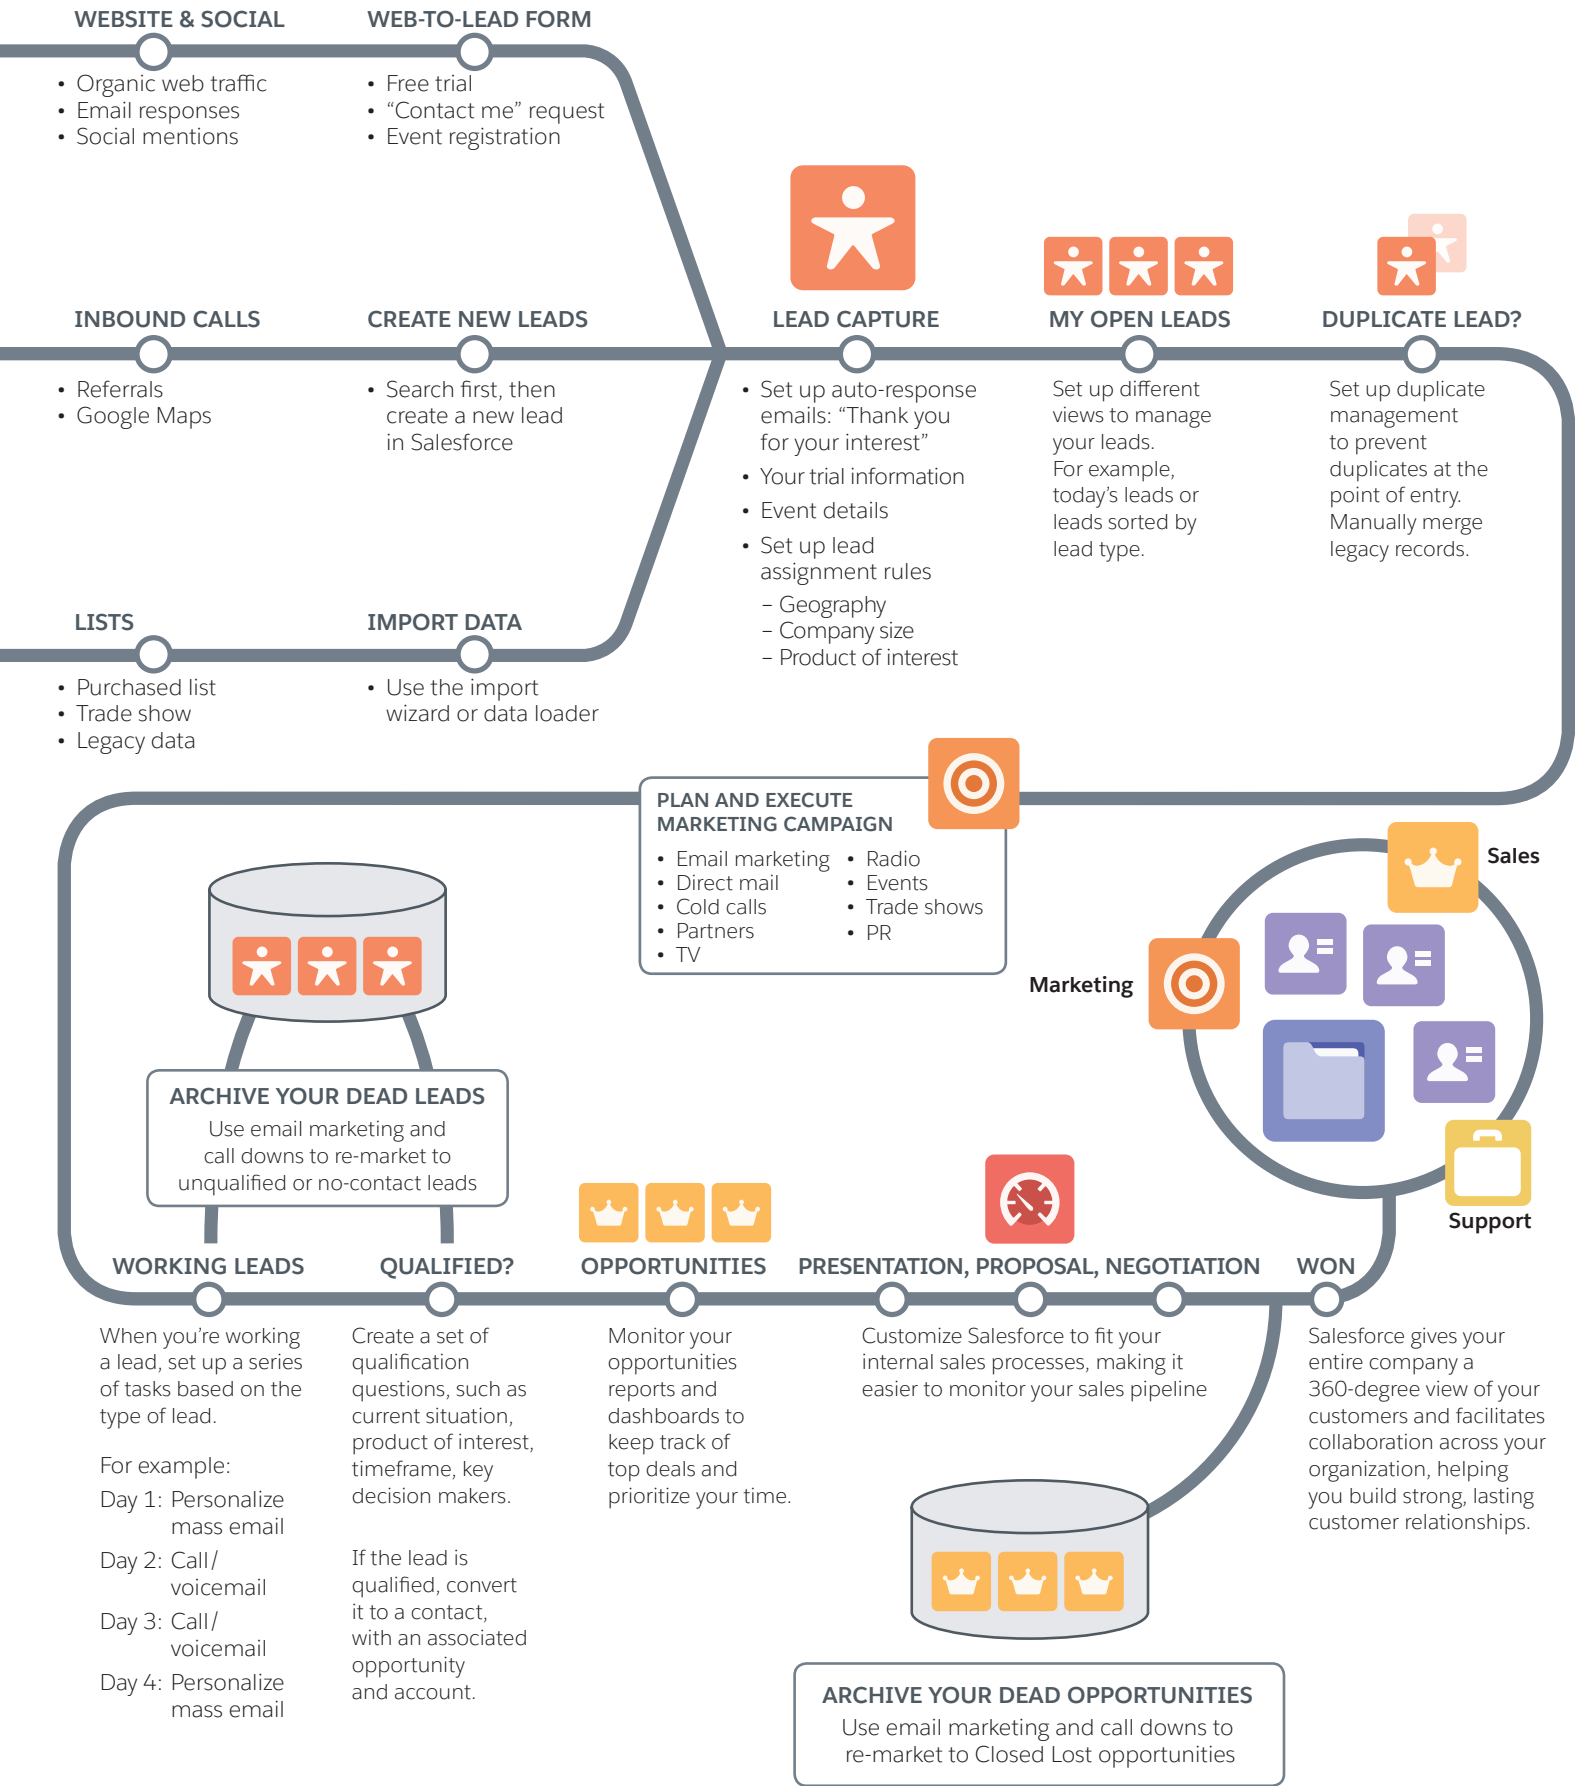 WEBSITE & SOCIAL
• Organic web traffic
• Email responses
• Social mentions
WEB-TO-LEAD FORM
• Free trial
• “Contact me” request
• Event registration
INBOUND CALLS
• Referrals
• Google Maps
CREATE NEW LEADS
• Search first, then
create a new lead
in Salesforce
LISTS
• Purchased list
• Trade show
• Legacy data
IMPORT DATA
• Use the import
wizard or data loader
LEAD CAPTURE
• Set up auto-response
emails: “Thank you
for your interest”
• Your trial information
• Event details
• Set up lead
assignment rules
– Geography
– Company size
– Product of interest
MY OPEN LEADS
Set up different
views to manage
your leads.
For example,
today’s leads or
leads sorted by
lead type.
DUPLICATE LEAD?
Set up duplicate
management
to prevent
duplicates at the
point of entry.
Manually merge
legacy records.
PLAN AND EXECUTE
MARKETING CAMPAIGN
• Email marketing
• Direct mail
• Cold calls
• Partners
• TV
• Radio
• Events
• Trade shows
• PR
Sales
Marketing
Support
ARCHIVE YOUR DEAD LEADS
Use email marketing and
call downs to re-market to
unqualified or no-contact leads
WORKING LEADS
When you’re working
a lead, set up a series
of tasks based on the
type of lead.
For example:
Day 1: Personalize
mass email
Day 2: Call/
voicemail
Day 3: Call/
voicemail
Day 4: Personalize
mass email
QUALIFIED?
Create a set of
qualification
questions, such as
current situation,
product of interest,
timeframe, key
decision makers.
If the lead is
qualified, convert
it to a contact,
with an associated
opportunity
and account.
OPPORTUNITIES
Monitor your
opportunities
reports and
dashboards to
keep track of
top deals and
prioritize your time.
PRESENTATION, PROPOSAL, NEGOTIATION
Customize Salesforce to fit your
internal sales processes, making it
easier to monitor your sales pipeline
WON
Salesforce gives your
entire company a
360-degree view of your
customers and facilitates
collaboration across your
organization, helping
you build strong, lasting
customer relationships.
ARCHIVE YOUR DEAD OPPORTUNITIES
Use email marketing and call downs to
re-market to Closed Lost opportunities